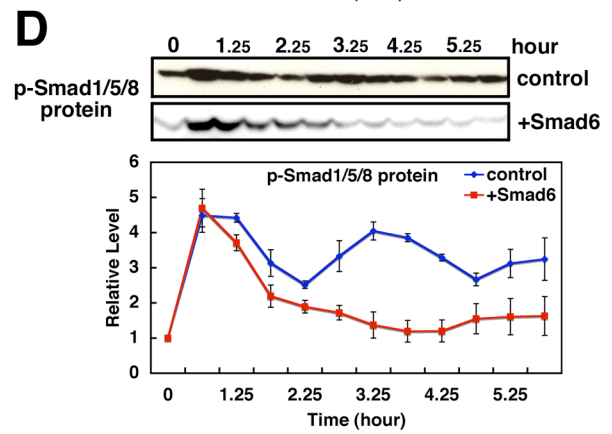 D
0 1.25 2.25 3.25 4.25 5.25 hour
p-Smad1/5/8
protein
control
+Smad6
p-Smad1/5/8 protein
control
+Smad6
Relative Level
6
5
4
3
2
1
0
0 1.25 2.25 3.25 4.25 5.25
Time (hour)